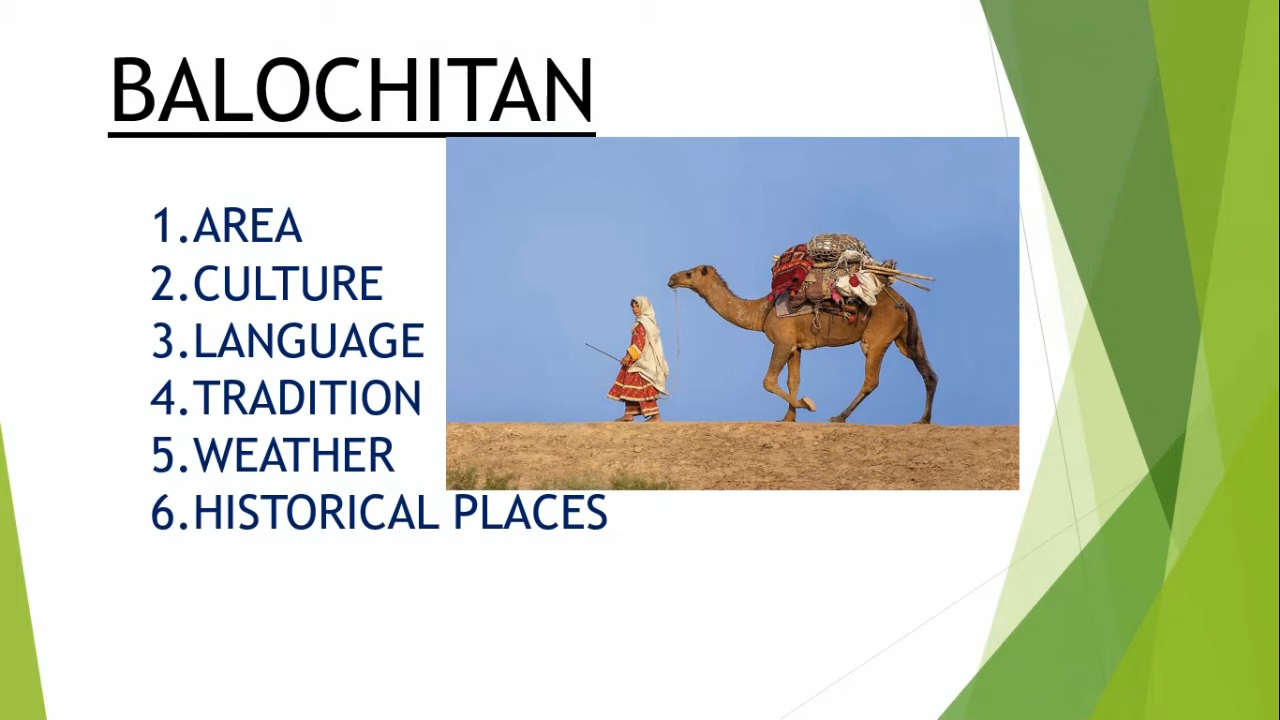 BALOCHITAN
1.AREA
2.CULTURE
3.LANGUAGE
4.TRADITION
5.WEATHER
6.HISTORICAL PLACES